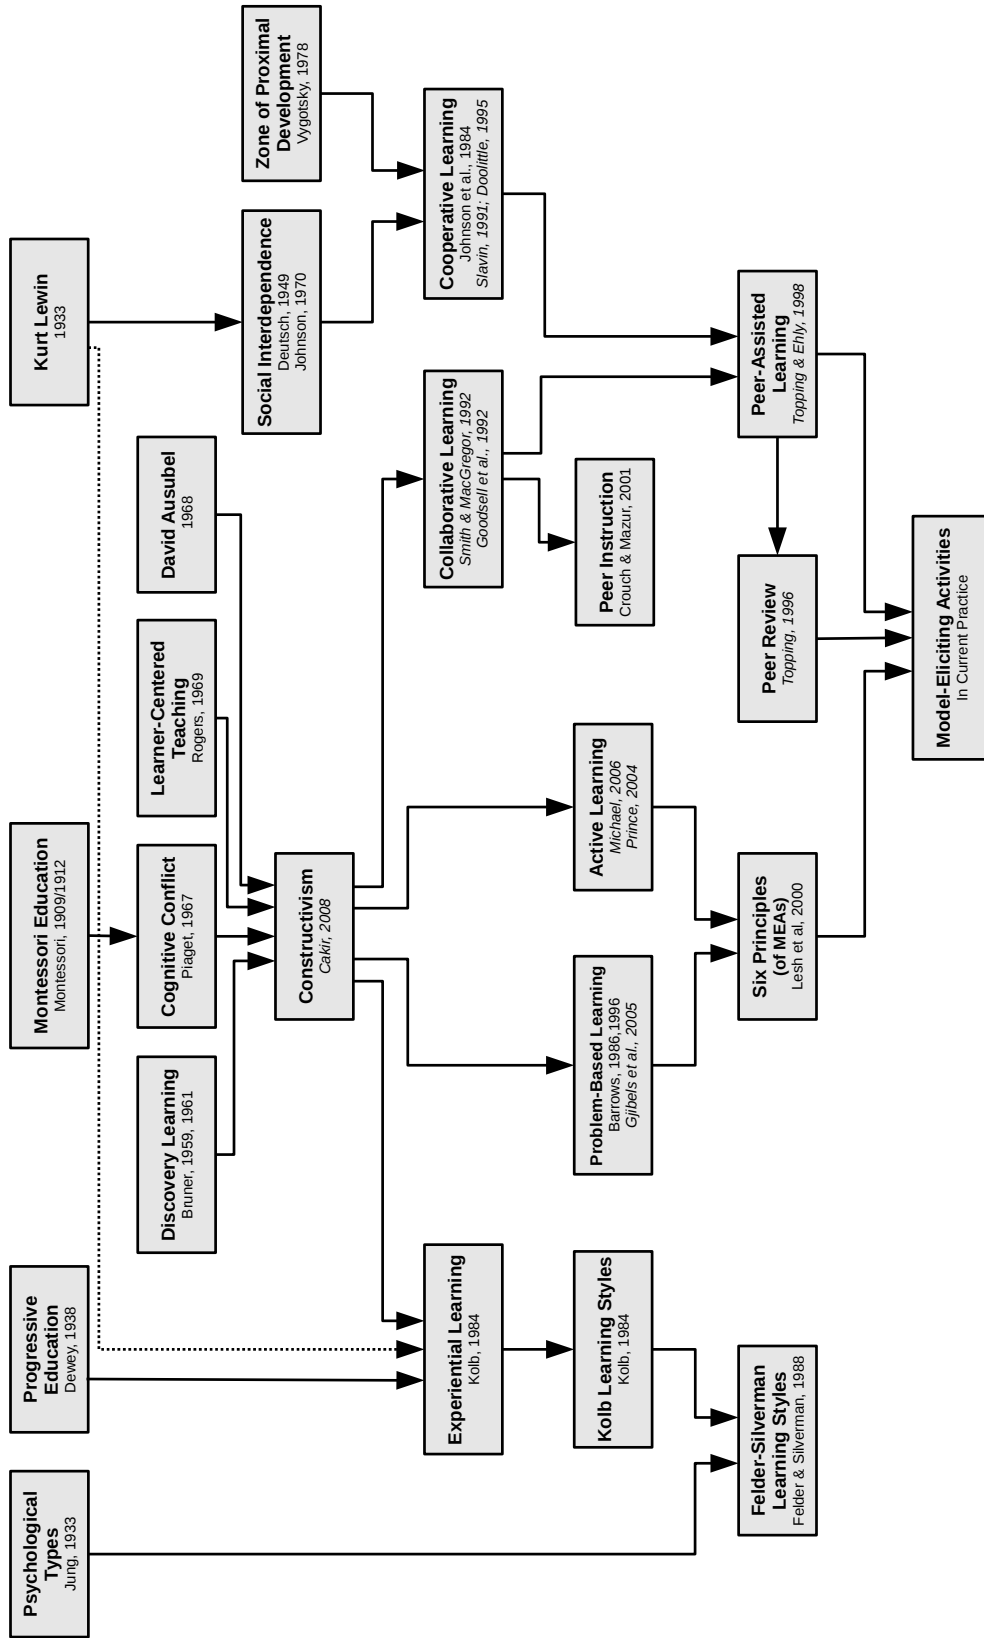 Psychological
Types
Jung, 1933
Progressive
Education
Dewey, 1938
Montessori Education
Montessori, 1909/1912
Kurt Lewin
1933
Discovery Learning
Bruner, 1959, 1961
Cognitive Conflict
Piaget, 1967
Learner-Centered
Teaching
Rogers, 1969
David Ausubel
1968
Social Interdependence
Deutsch, 1949
Johnson, 1970
Zone of Proximal
Development
Vygotsky, 1978
Constructivism
Cakir, 2008
Experiential Learning
Kolb, 1984
Collaborative Learning
Smith & MacGregor, 1992
Goodsell et al., 1992
Cooperative Learning
Johnson et al., 1984
Slavin, 1991; Doolittle, 1995
Kolb Learning Styles
Kolb, 1984
Problem-Based Learning
Barrows, 1986,1996
Gjibels et al., 2005
Active Learning
Michael, 2006
Prince, 2004
Peer Instruction
Crouch & Mazur, 2001
Felder-Silverman
Learning Styles
Felder & Silverman, 1988
Six Principles
(of MEAs)
Lesh et al, 2000
Peer Review
Topping, 1996
Peer-Assisted
Learning
Topping & Ehly, 1998
Model-Eliciting Activities
In Current Practice